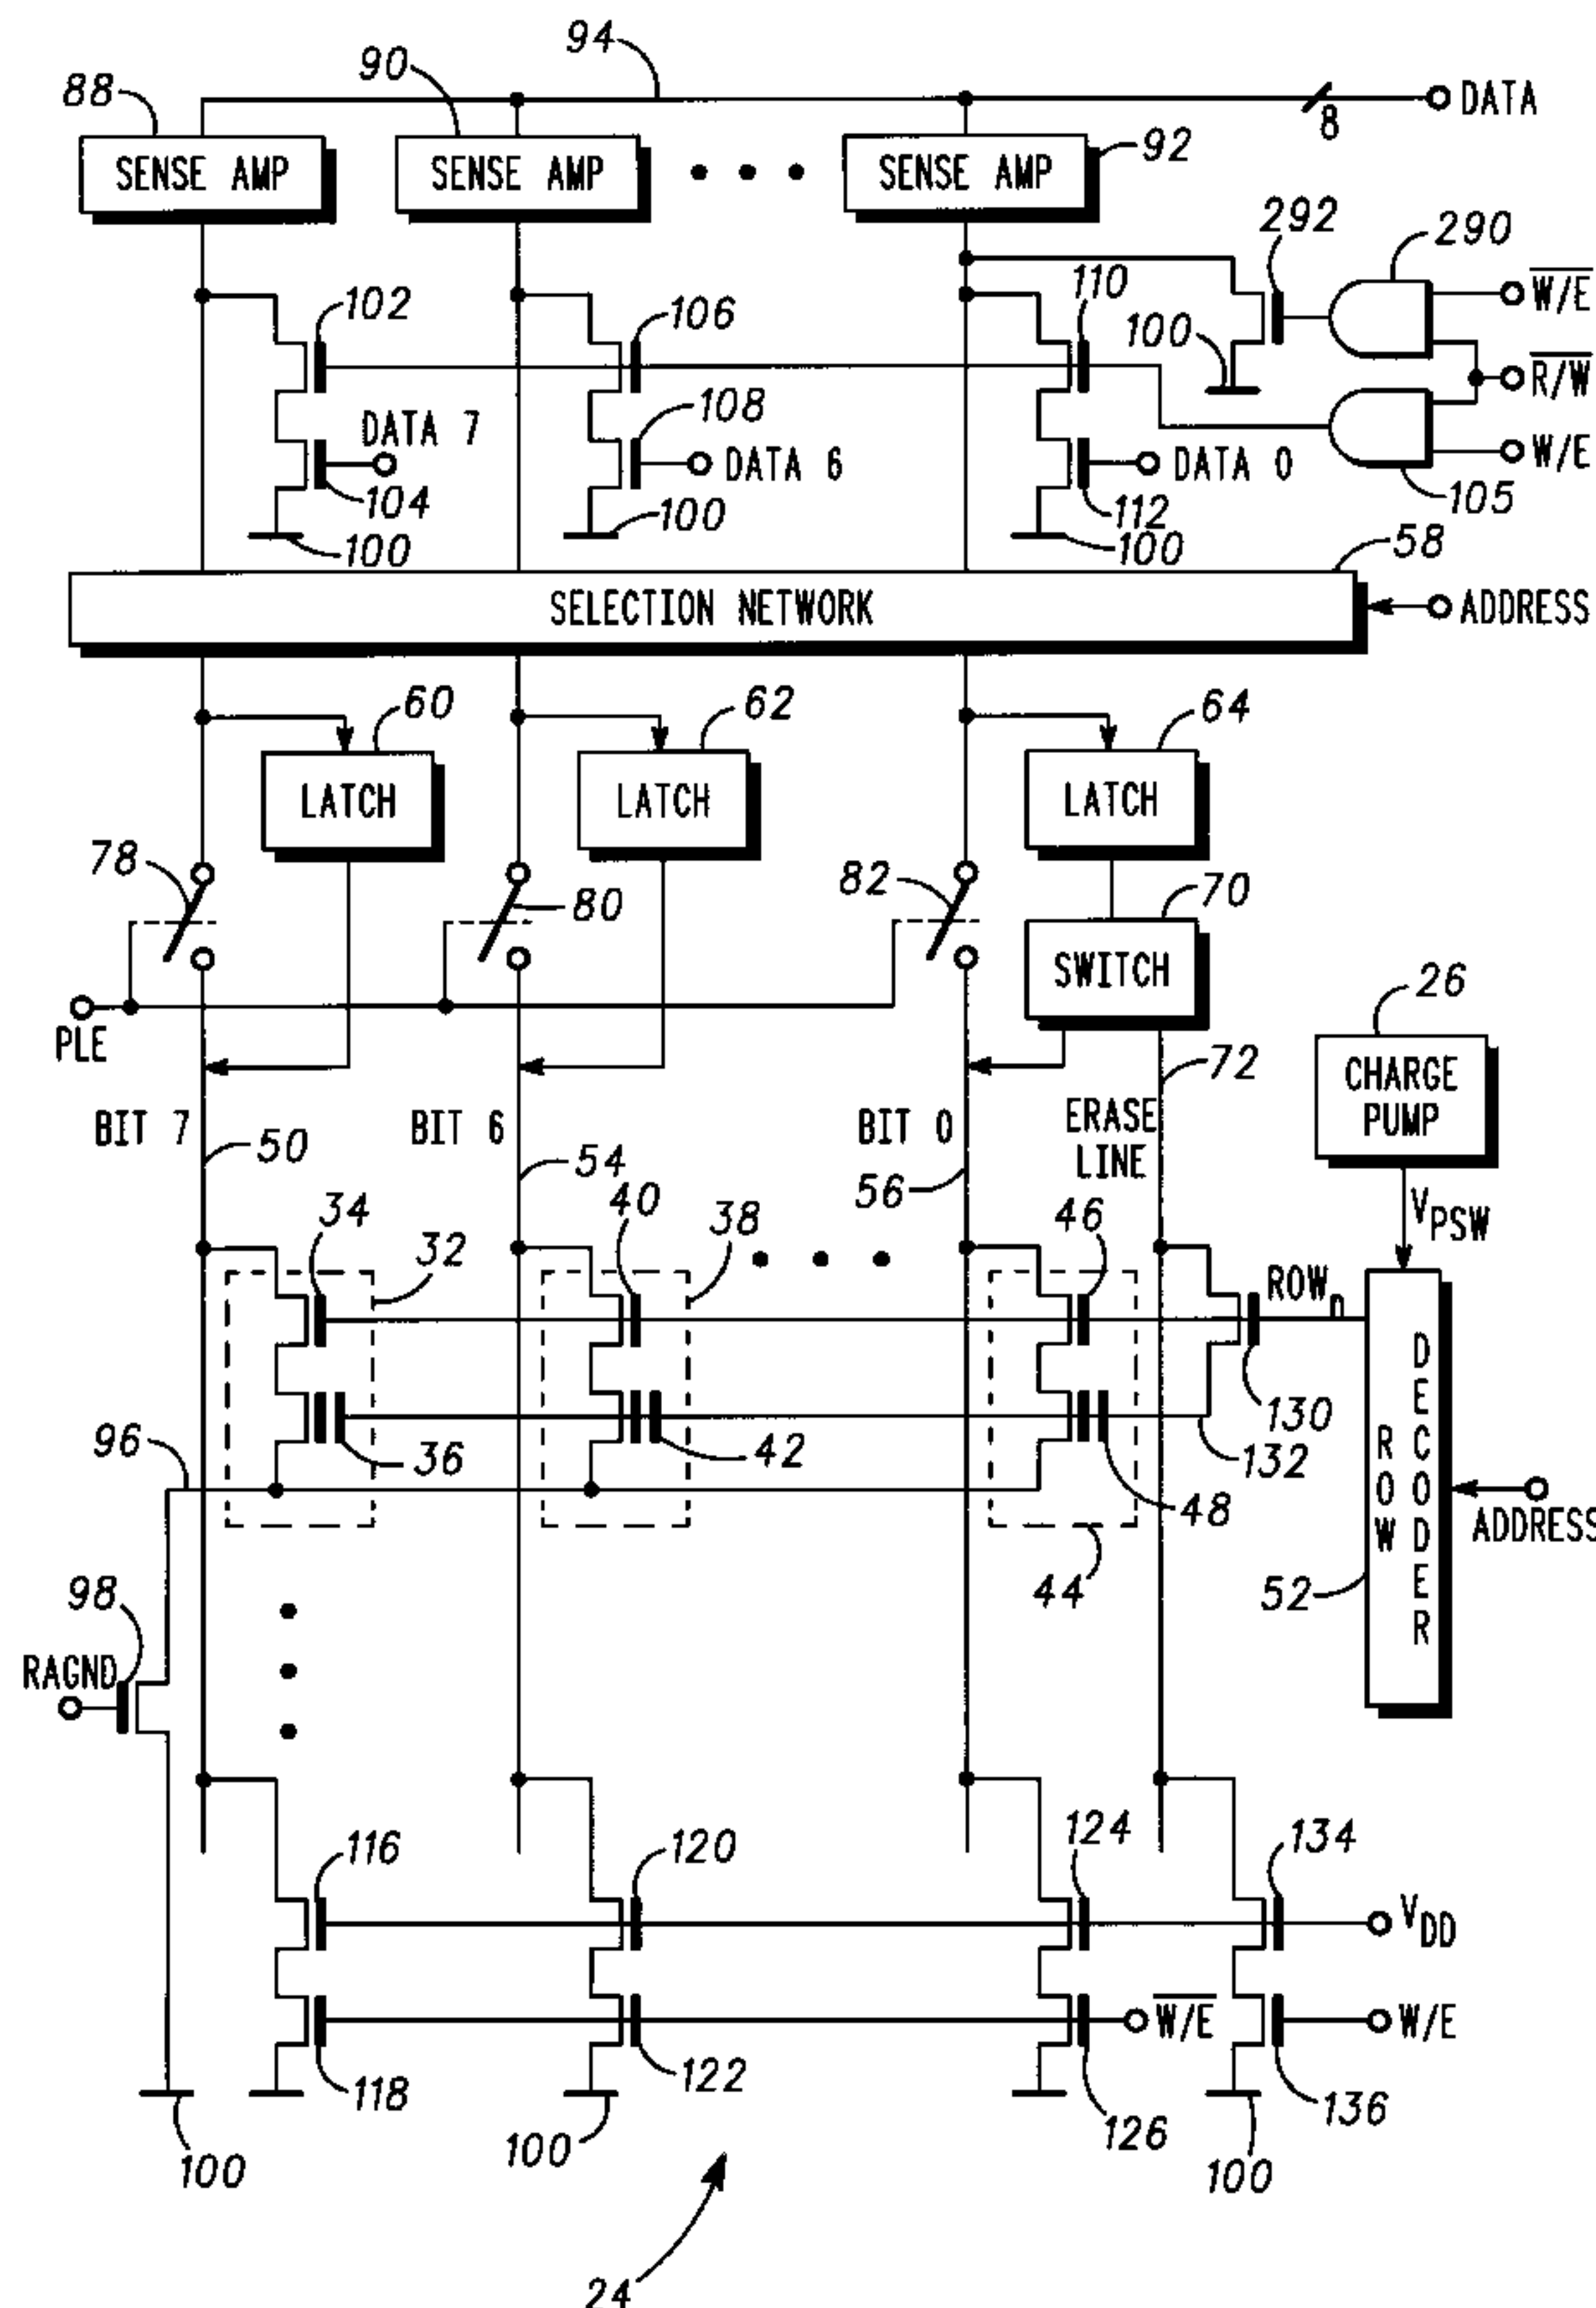 94
90
88
DATA
8
SENSE AMP
SENSE AMP
SENSE AMP
92
292
290
W/E
102
106
110
100
R/W
DATA 7
108
DATA 6
DATA 0
W/E
104
100
100
112
100
105
58
SELECTION NETWORK
ADDRESS
60
62
64
LATCH
LATCH
LATCH
78
80
82
70
SWITCH
26
PLE
72
CHARGE
PUMP
BIT 7
BIT 6
BIT 0
ERASE
LINE
50
54
56
VPSW
34
32
40
38
46
ROWn
130
96
36
42
132
48
ROW
DECODER
ADDRESS
44
52
98
RAGND
116
120
124
134
VDD
W/E
W/E
118
122
126
136
100
100
100
24